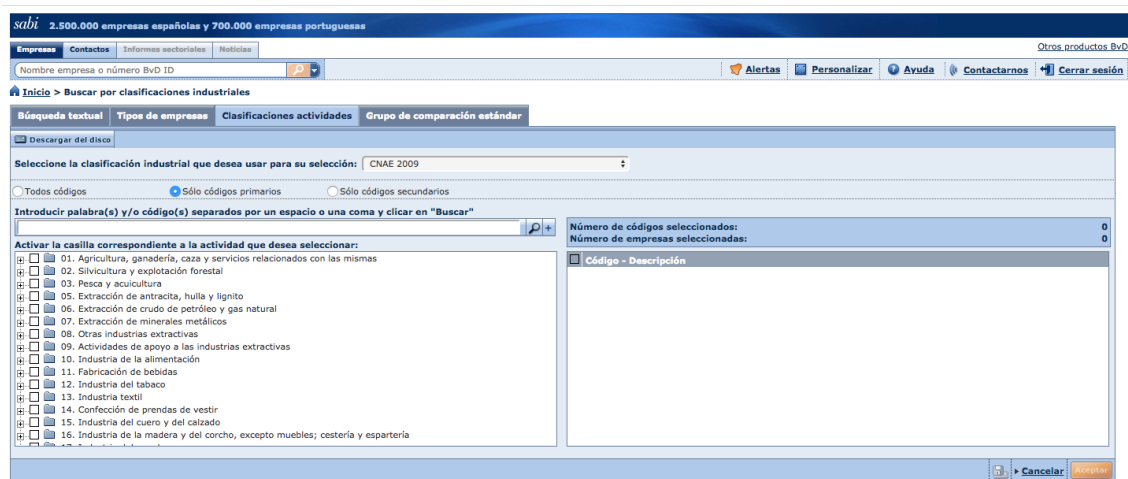 sabi 2.500.000 empresas españolas y 700.000 empresas portuguesas
Empresas Contactos Informes sectoriales Noticias Otros productos BvD
Nombre empresa o número BvD ID Alertas Personalizar Ayuda Contactarnos Cerrar sesión
Inicio > Buscar por clasificaciones industriales
Búsqueda textual Tipos de empresas Clasificaciones actividades Grupo de comparación estándar
Descargar del disco
Seleccione la clasificación industrial que desea usar para su selección: CNAE 2009
Todos códigos Sólo códigos primarios Sólo códigos secundarios
Introducir palabra(s) y/o código(s) separados por un espacio o una coma y clicar en "Buscar"
Número de códigos seleccionados: 0
Número de empresas seleccionadas: 0
Activar la casilla correspondiente a la actividad que desea seleccionar:
Código - Descripción
01. Agricultura, ganadería, caza y servicios relacionados con las mismas
02. Silvicultura y explotación forestal
03. Pesca y acuicultura
05. Extracción de antracita, hulla y lignito
06. Extracción de crudo de petróleo y gas natural
07. Extracción de minerales metálicos
08. Otras industrias extractivas
09. Actividades de apoyo a las industrias extractivas
10. Industria de la alimentación
11. Fabricación de bebidas
12. Industria del tabaco
13. Industria textil
14. Confección de prendas de vestir
15. Industria del cuero y del calzado
16. Industria de la madera y del corcho, excepto muebles; cestería y espartería
Cancelar Aceptar